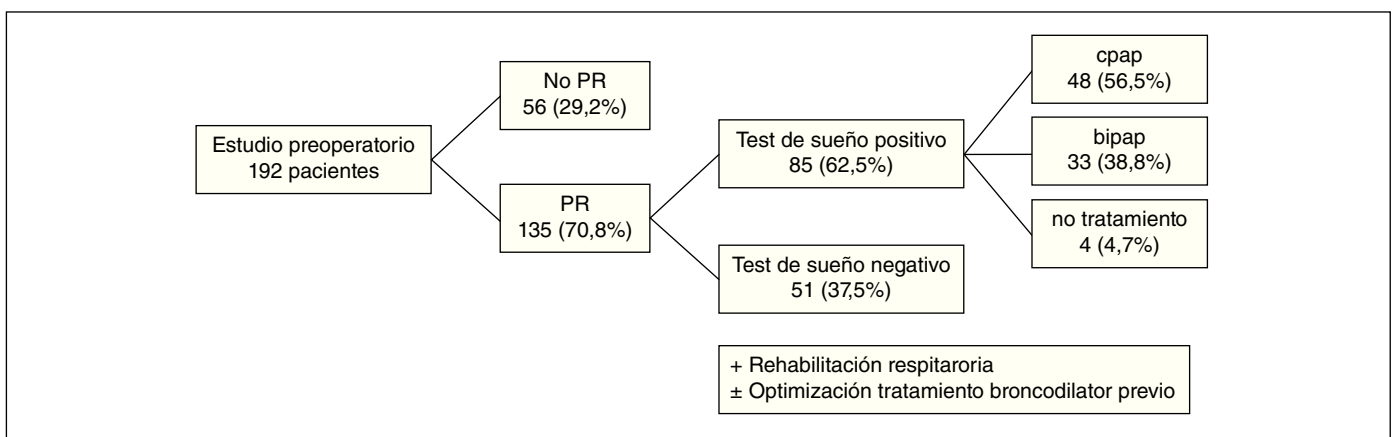 Estudio preoperatorio
192 pacientes
No PR
56 (29,2%)
PR
135 (70,8%)
Test de sueño positivo
85 (62,5%)
Test de sueño negativo
51 (37,5%)
cpap
48 (56,5%)
bipap
33 (38,8%)
no tratamiento
4 (4,7%)
+ Rehabilitación respitaroria
± Optimización tratamiento broncodilator previo